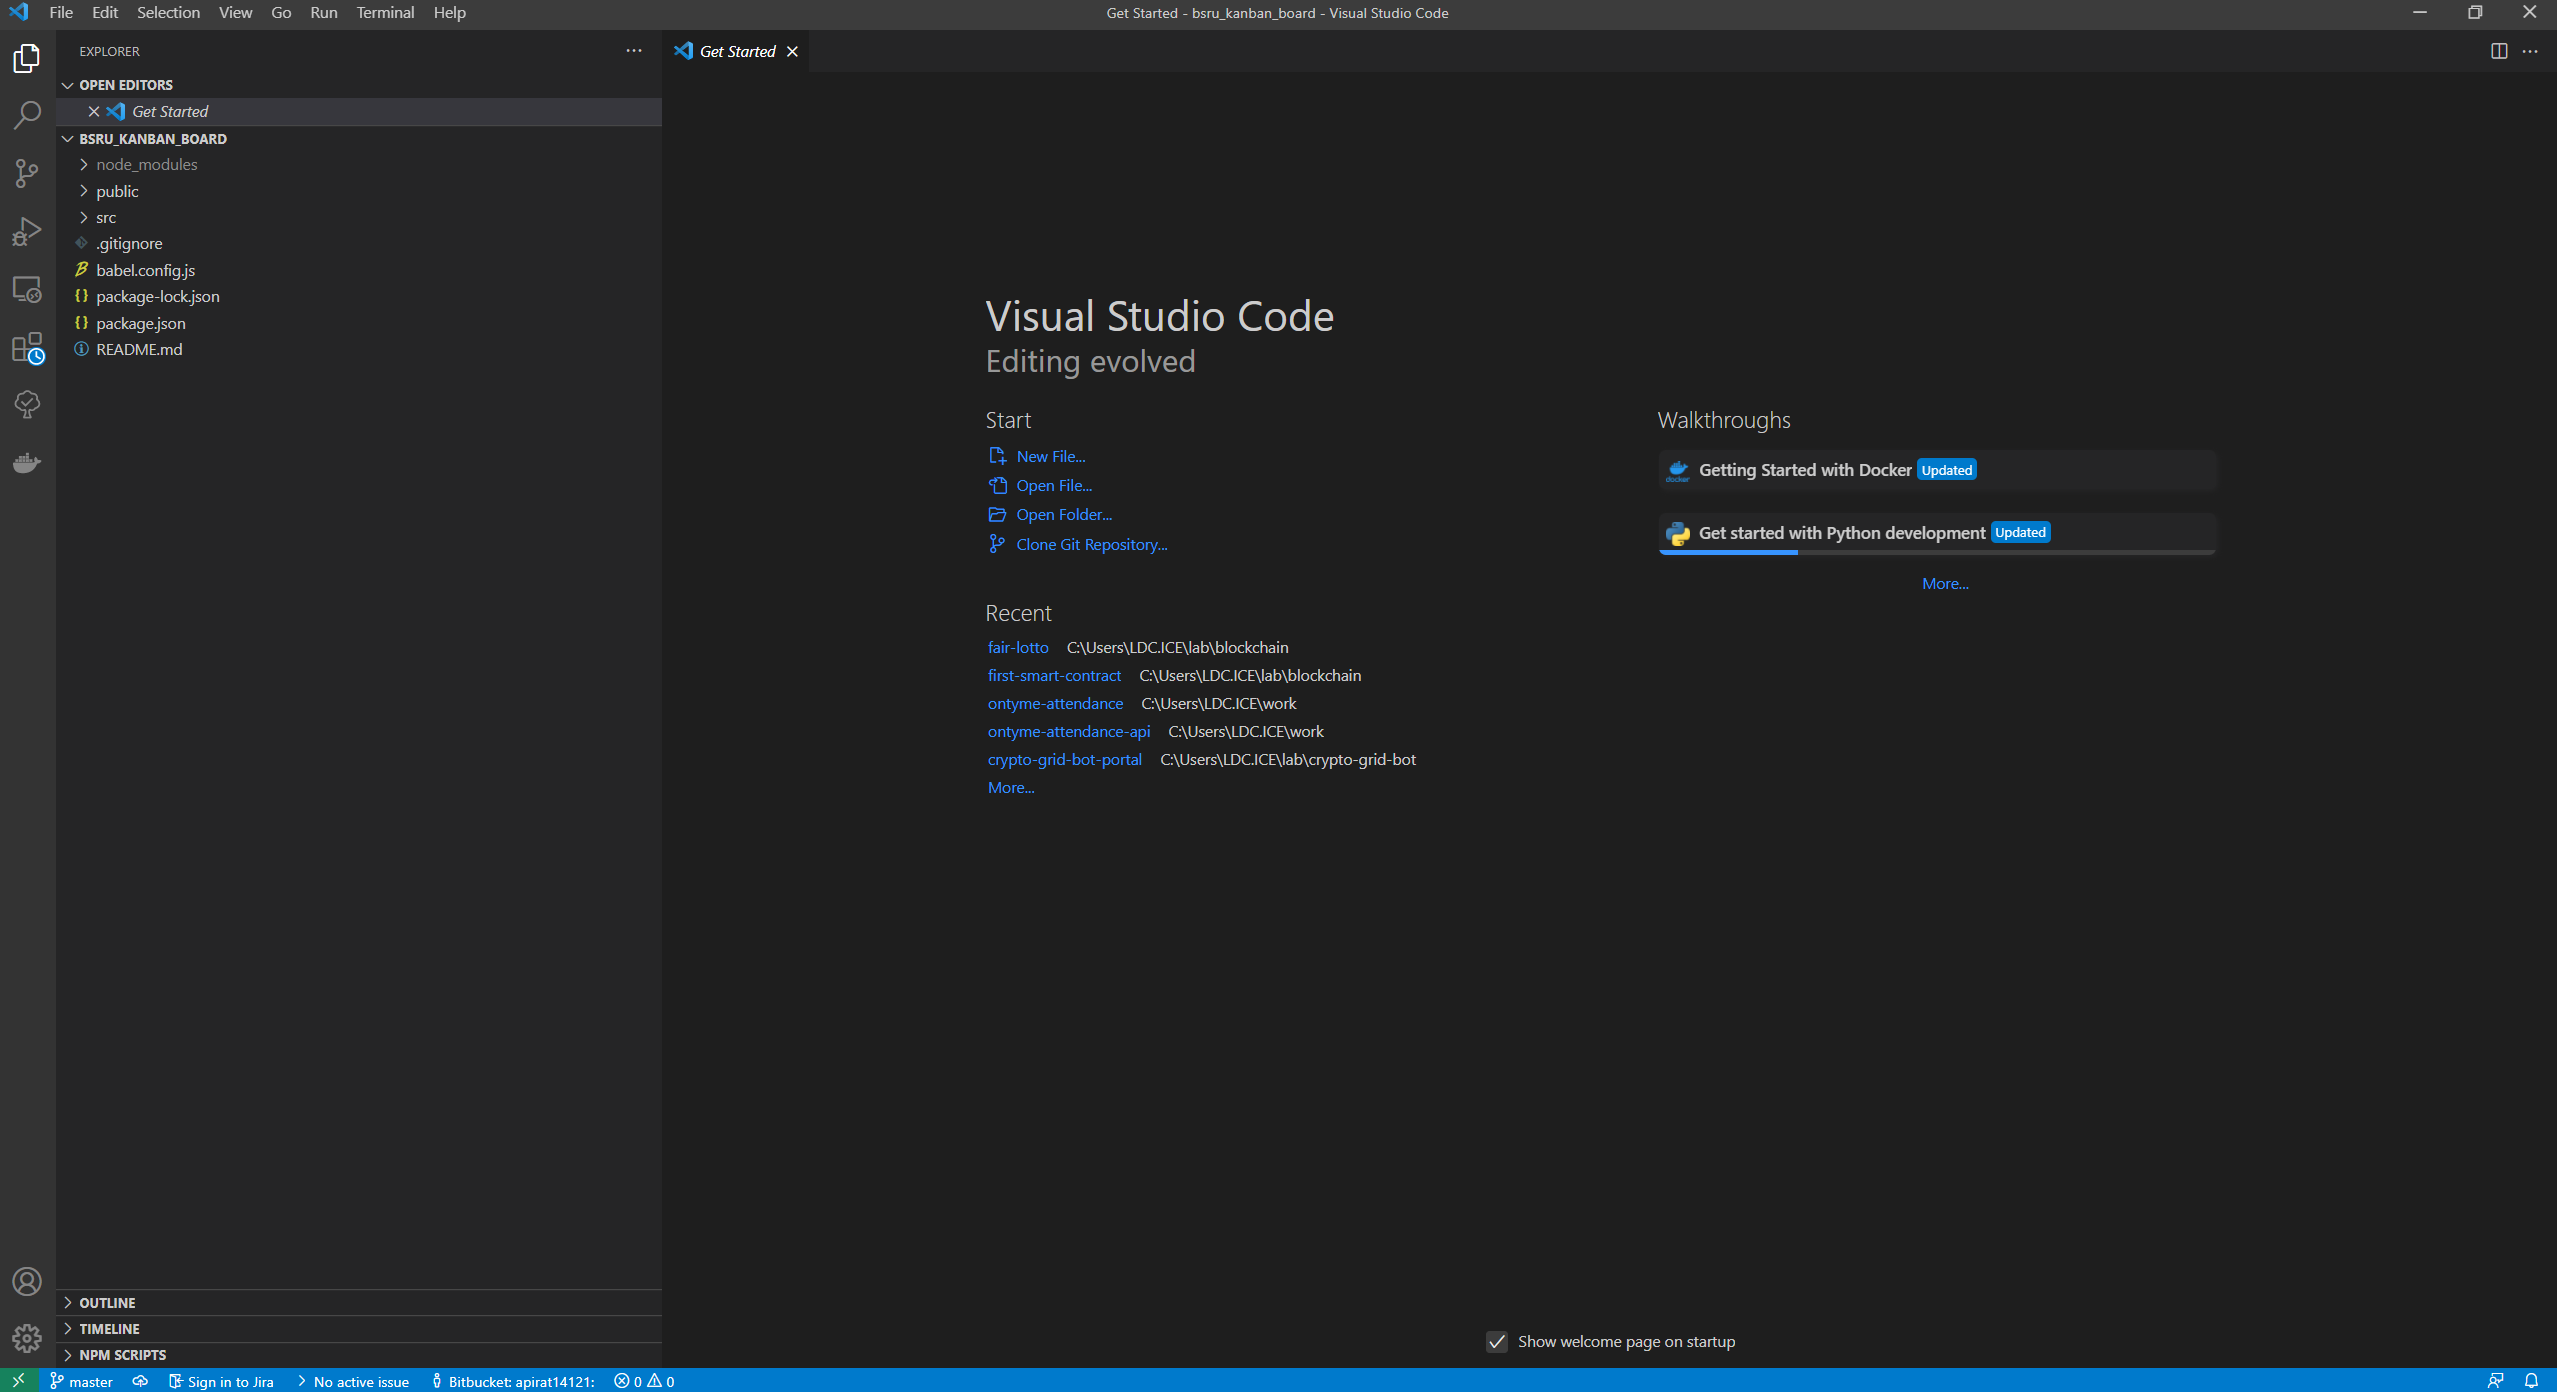 File Edit Selection View Go Run Terminal Help
Get Started - bsru_kanban_board - Visual Studio Code
EXPLORER
OPEN EDITORS
Get Started
BSRU_KANBAN_BOARD
node_modules
public
src
.gitignore
babel.config.js
package-lock.json
package.json
README.md
OUTLINE
TIMELINE
NPM SCRIPTS
Get Started
Visual Studio Code
Editing evolved
Start
New File...
Open File...
Open Folder...
Clone Git Repository...
Recent
fair-lotto C:\Users\LDC.ICE\lab\blockchain
first-smart-contract C:\Users\LDC.ICE\lab\blockchain
ontyme-attendance C:\Users\LDC.ICE\work
ontyme-attendance-api C:\Users\LDC.ICE\work
crypto-grid-bot-portal C:\Users\LDC.ICE\lab\crypto-grid-bot
More...
Walkthroughs
docker
Getting Started with Docker Updated
Get started with Python development Updated
More...
Show welcome page on startup
master Sign in to Jira No active issue Bitbucket: apirat14121: 0 0